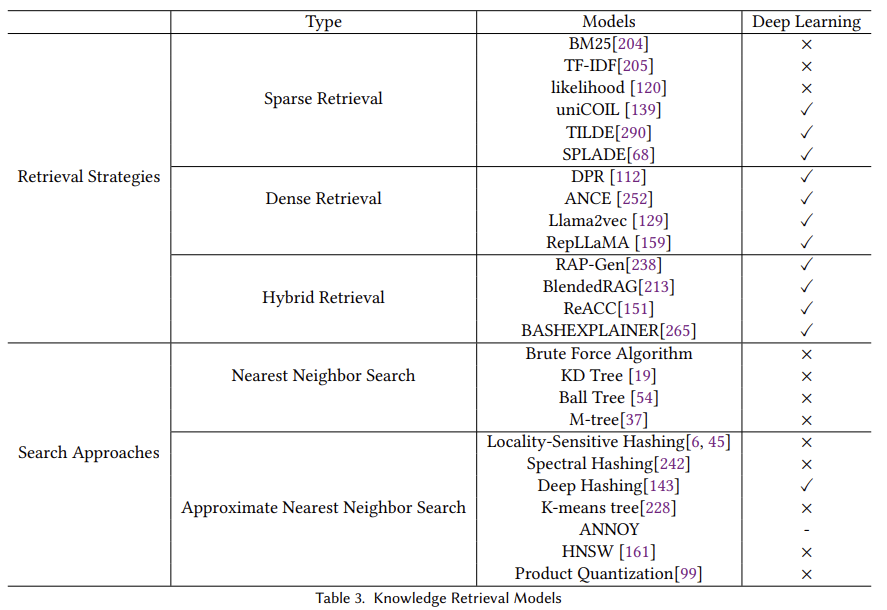 Type Models Deep Learning
BM25[204] ×
TF-IDF[205] ×
likelihood [120] ×
Sparse Retrieval
uniCOIL [139] ✓
TILDE[290] ✓
SPLADE[68] ✓
Retrieval Strategies
DPR [112] ✓
Dense Retrieval ANCE [252] ✓
Llama2vec [129] ✓
RepLLaMA [159] ✓
RAP-Gen[238] ✓
BlendedRAG[213] ✓
Hybrid Retrieval
ReACC[151] ✓
BASHEXPLAINER[265] ✓
Brute Force Algorithm ×
Nearest Neighbor Search KD Tree [19] ×
Ball Tree [54] ×
M-tree[37] ×
Search Approaches
Locality-Sensitive Hashing[6, 45] ×
Spectral Hashing[242] ×
Deep Hashing[143] ✓
Approximate Nearest Neighbor Search K-means tree[228] ×
ANNOY -
HNSW [161] ×
Product Quantization[99] ×
Table 3. Knowledge Retrieval Models